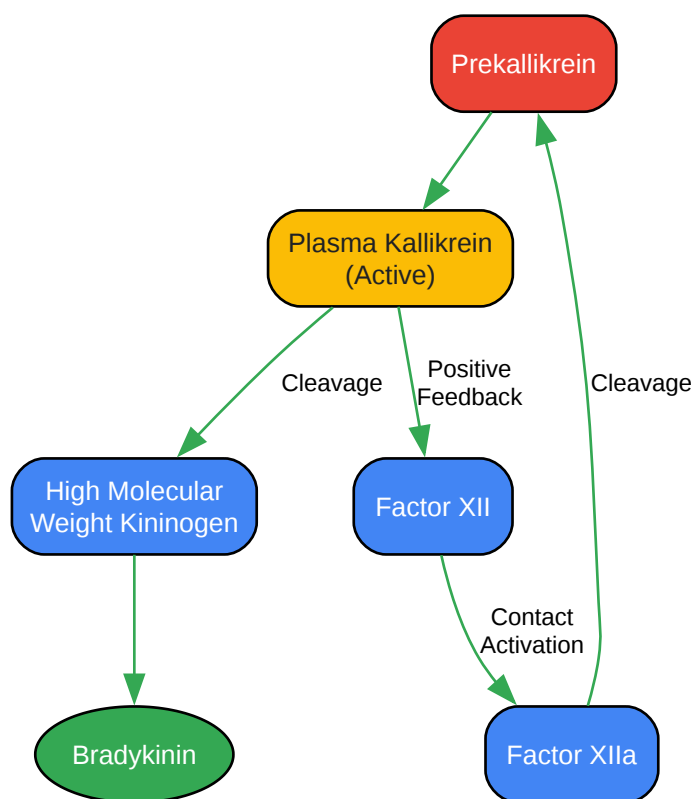 Prekallikrein
Plasma Kallikrein
(Active)
Cleavage
Positive
Feedback
Cleavage
High Molecular
Weight Kininogen
Factor XII
Contact
Activation
Bradykinin
Factor XIIa